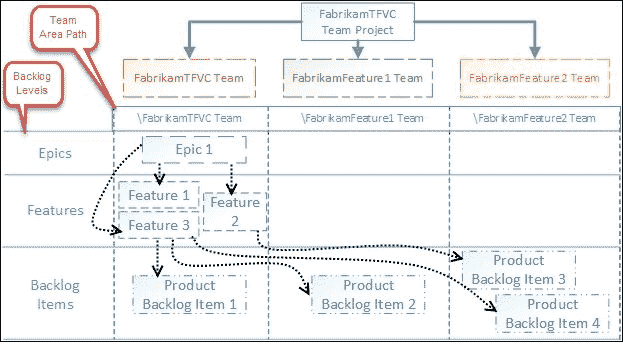 Team
Area Path
FabrikamTFVC
Team Project
Backlog
Levels
FabrikamTFVC Team
FabrikamFeature1 Team
FabrikamFeature2 Team
\FabrikamTFVC Team
\FabrikamFeature1 Team
\FabrikamFeature2 Team
Epics
Epic 1
Features
Feature 1
Feature
2
Feature 3
Backlog
Items
Product
Backlog Item 1
Product
Backlog Item 2
Product
Backlog Item 3
Product
Backlog Item 4